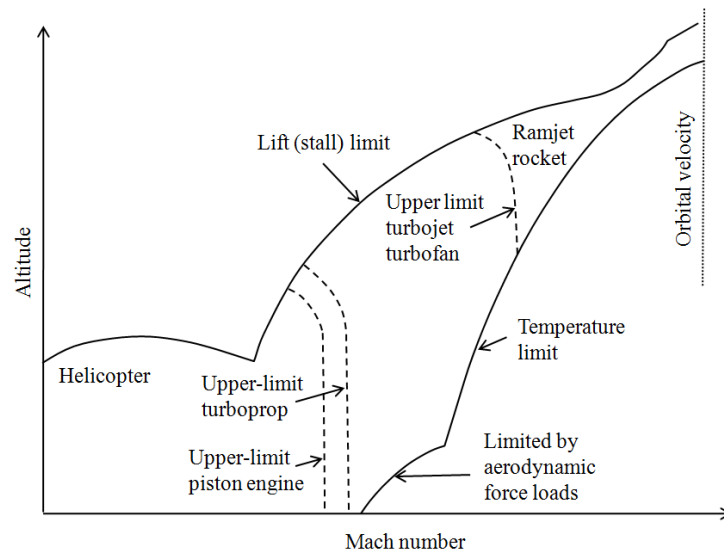 Lift (stall) limit
Ramjet
rocket
Upper limit
turbojet
turbofan
Orbital velocity
Altitude
Helicopter
Temperature
limit
Upper-limit
turboprop
Upper-limit
piston engine
Limited by
aerodynamic
force loads
Mach number